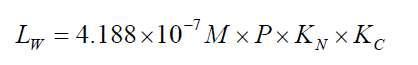 L_W = 4.188×10⁻⁷ M × P × K_N × K_C